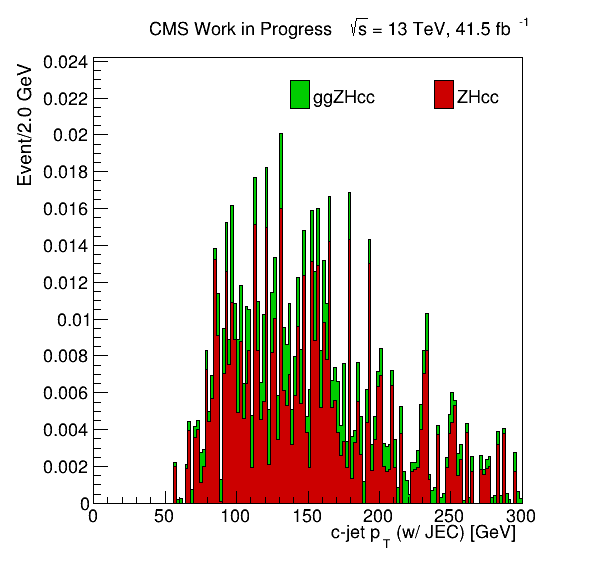 CMS Work in Progress √s = 13 TeV, 41.5 fb -1
Event/2.0 GeV
ggZHcc ZHcc
0.024
0.022
0.02
0.018
0.016
0.014
0.012
0.01
0.008
0.006
0.004
0.002
0
0 50 100 150 200 250 300
c-jet p T (w/ JEC) [GeV]